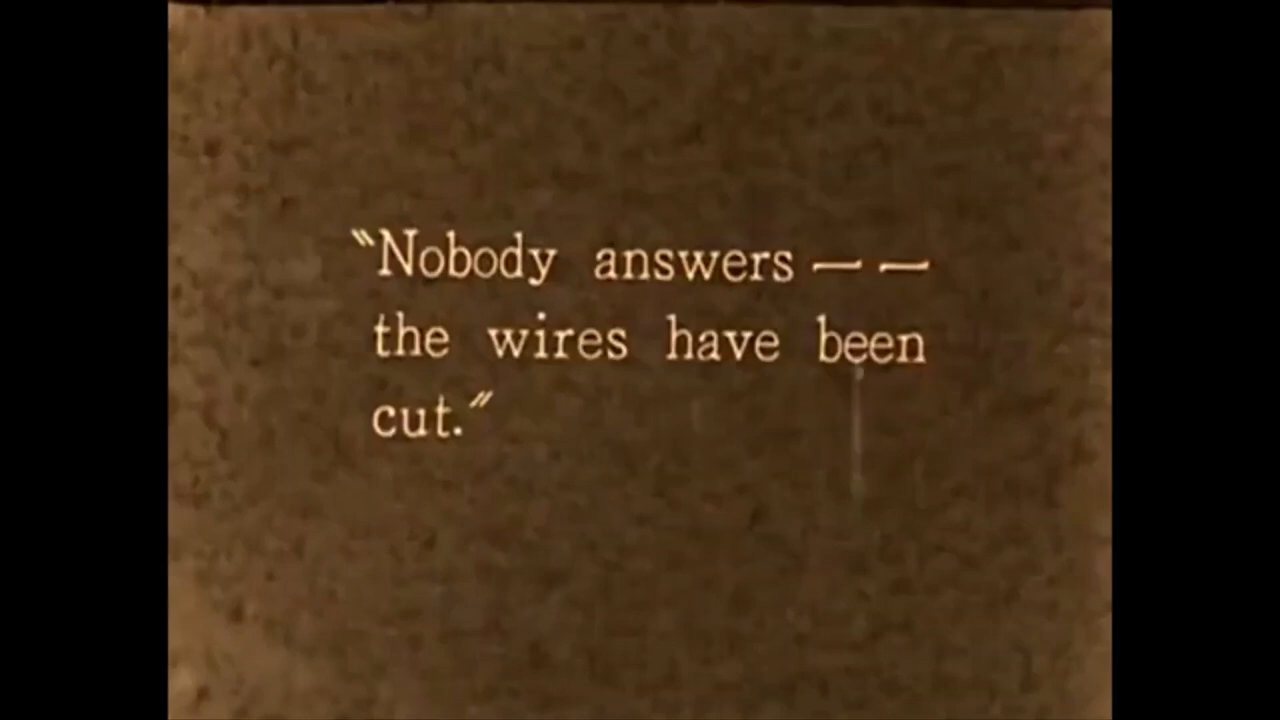 "Nobody answers — —
the wires have been
cut."